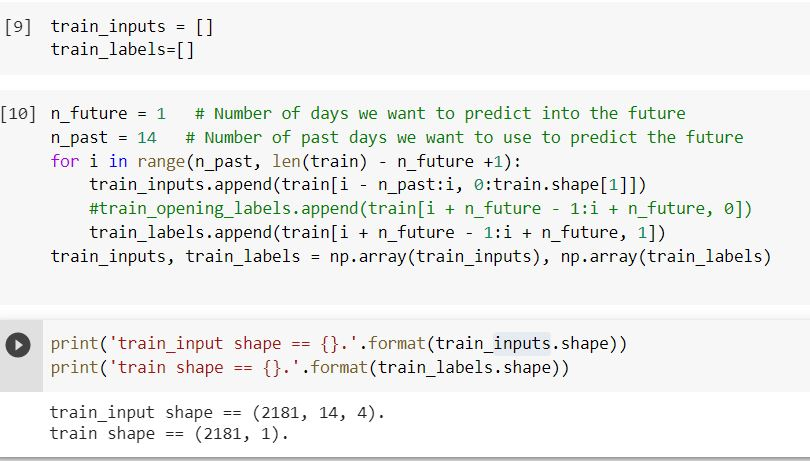 [9] train_inputs = []
train_labels=[]
[10] n_future = 1   # Number of days we want to predict into the future
n_past = 14   # Number of past days we want to use to predict the future
for i in range(n_past, len(train) - n_future +1):
    train_inputs.append(train[i - n_past:i, 0:train.shape[1]])
    #train_opening_labels.append(train[i + n_future - 1:i + n_future, 0])
    train_labels.append(train[i + n_future - 1:i + n_future, 1])
train_inputs, train_labels = np.array(train_inputs), np.array(train_labels)
print('train_input shape == {}.'.format(train_inputs.shape))
print('train shape == {}.'.format(train_labels.shape))
train_input shape == (2181, 14, 4).
train shape == (2181, 1).